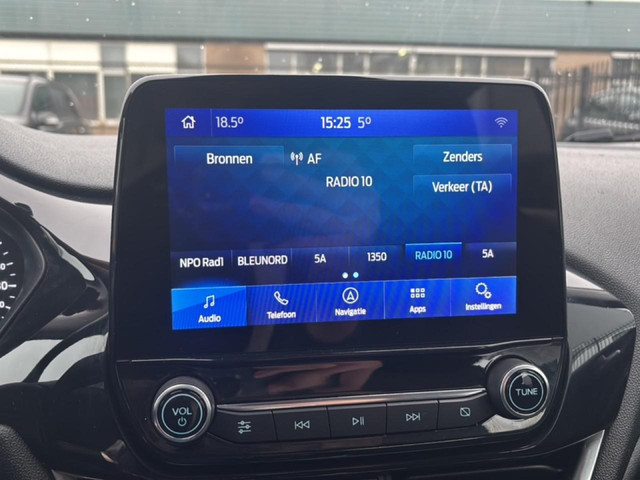 18.5° 15:25 5°
Bronnen AF Zenders
RADIO 10
Verkeer (TA)
NPO Rad1 BLEUNORD 5A 1350 RADIO 10 5A
Audio Telefoon Navigatie Apps Instellingen
VOL TUNE